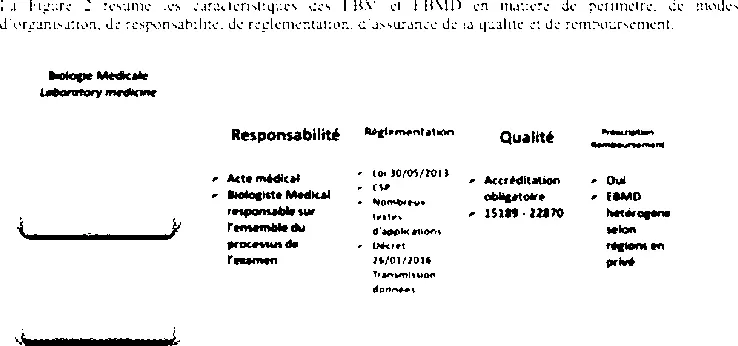 La Figure 2 résume les caractéristiques des EBM et EBMD en matière de périmètre, de modes
d'organisation, de responsabilité, de réglementation, d'assurance de la qualité et de remboursement.
Biologie Médicale
Laboratory medicine
Responsabilité
➢ Acte médical
➢ Biologiste Medical
responsable sur
l'ensemble du
processus de
l'examen
Réglementation
➢ Loi 30/05/2013
➢ CSP
➢ Nombreux
textes
d'applications
➢ Décret
26/01/2016
Transmission
données
Qualité
➢ Accréditation
obligatoire
➢ 15189 - 22870
Prescription
Remboursement
➢ Oui
➢ EBMD
hétérogène
selon
régions en
privé